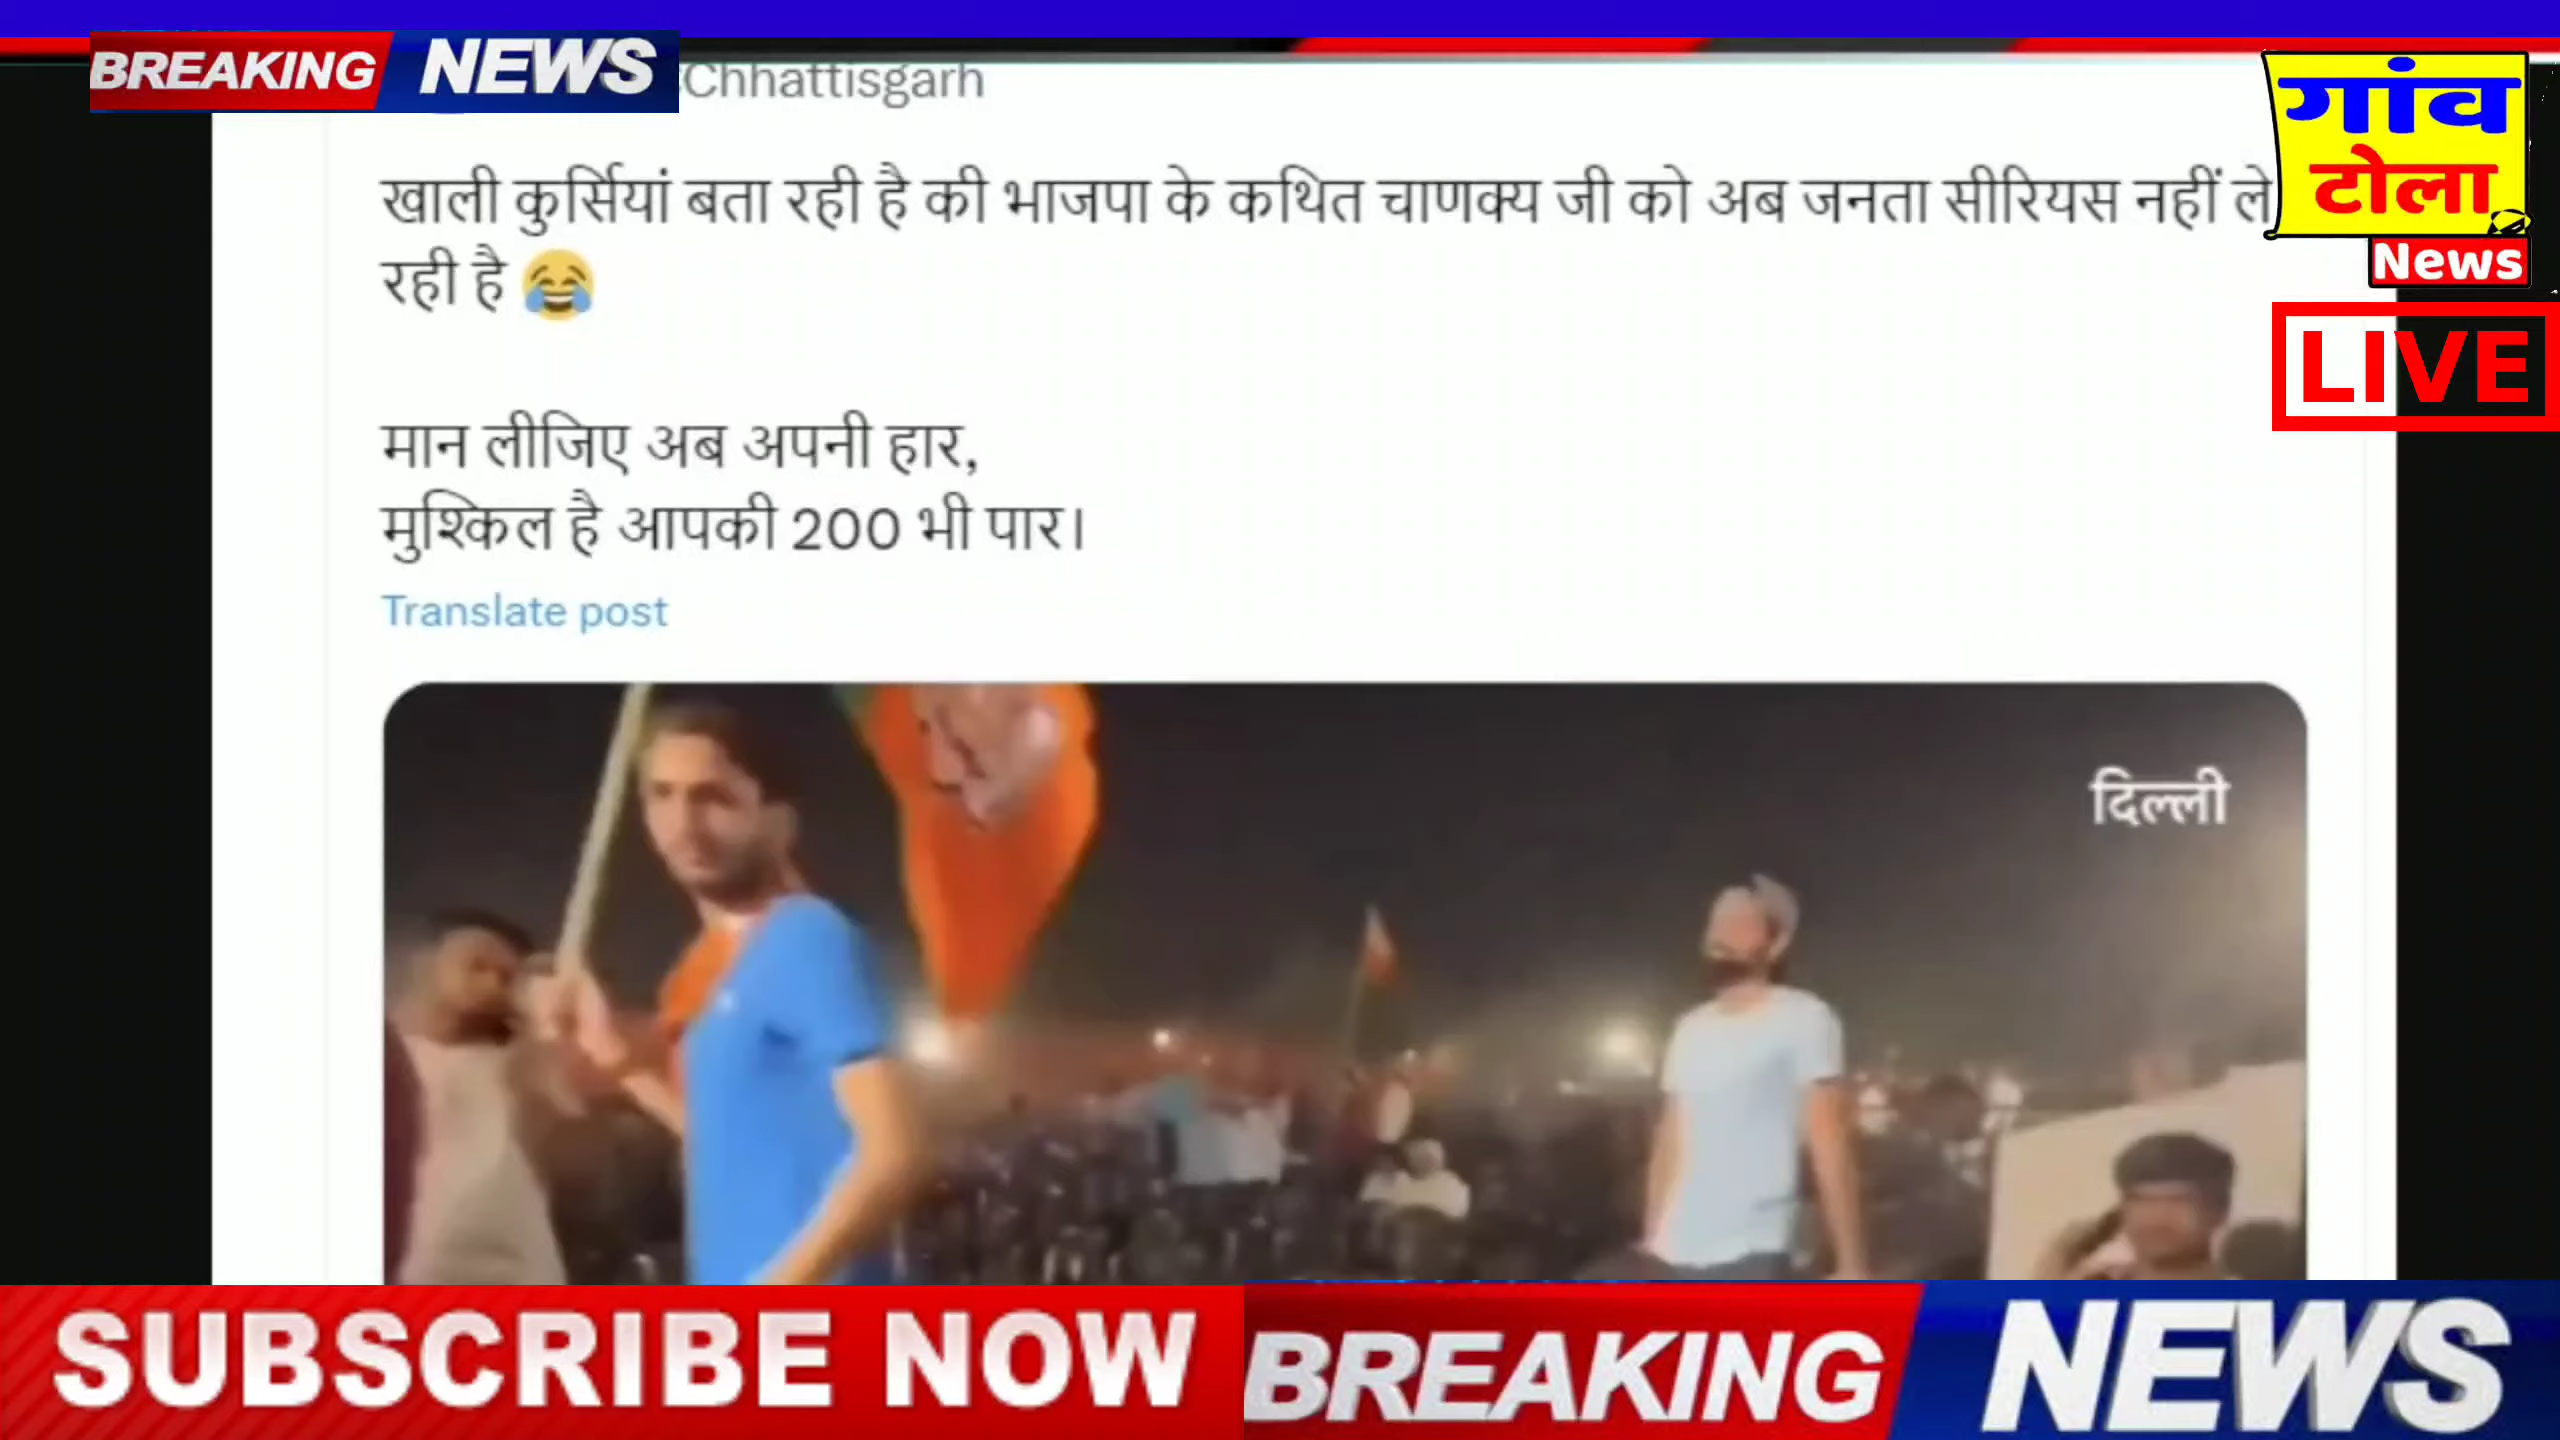 BREAKING NEWS
Chhattisgarh
गांव
टोला
News
LIVE
खाली कुर्सियां बता रही है की भाजपा के कथित चाणक्य जी को अब जनता सीरियस नहीं ले
रही है 😂
मान लीजिए अब अपनी हार,
मुश्किल है आपकी 200 भी पार।
Translate post
दिल्ली
SUBSCRIBE NOW
BREAKING NEWS